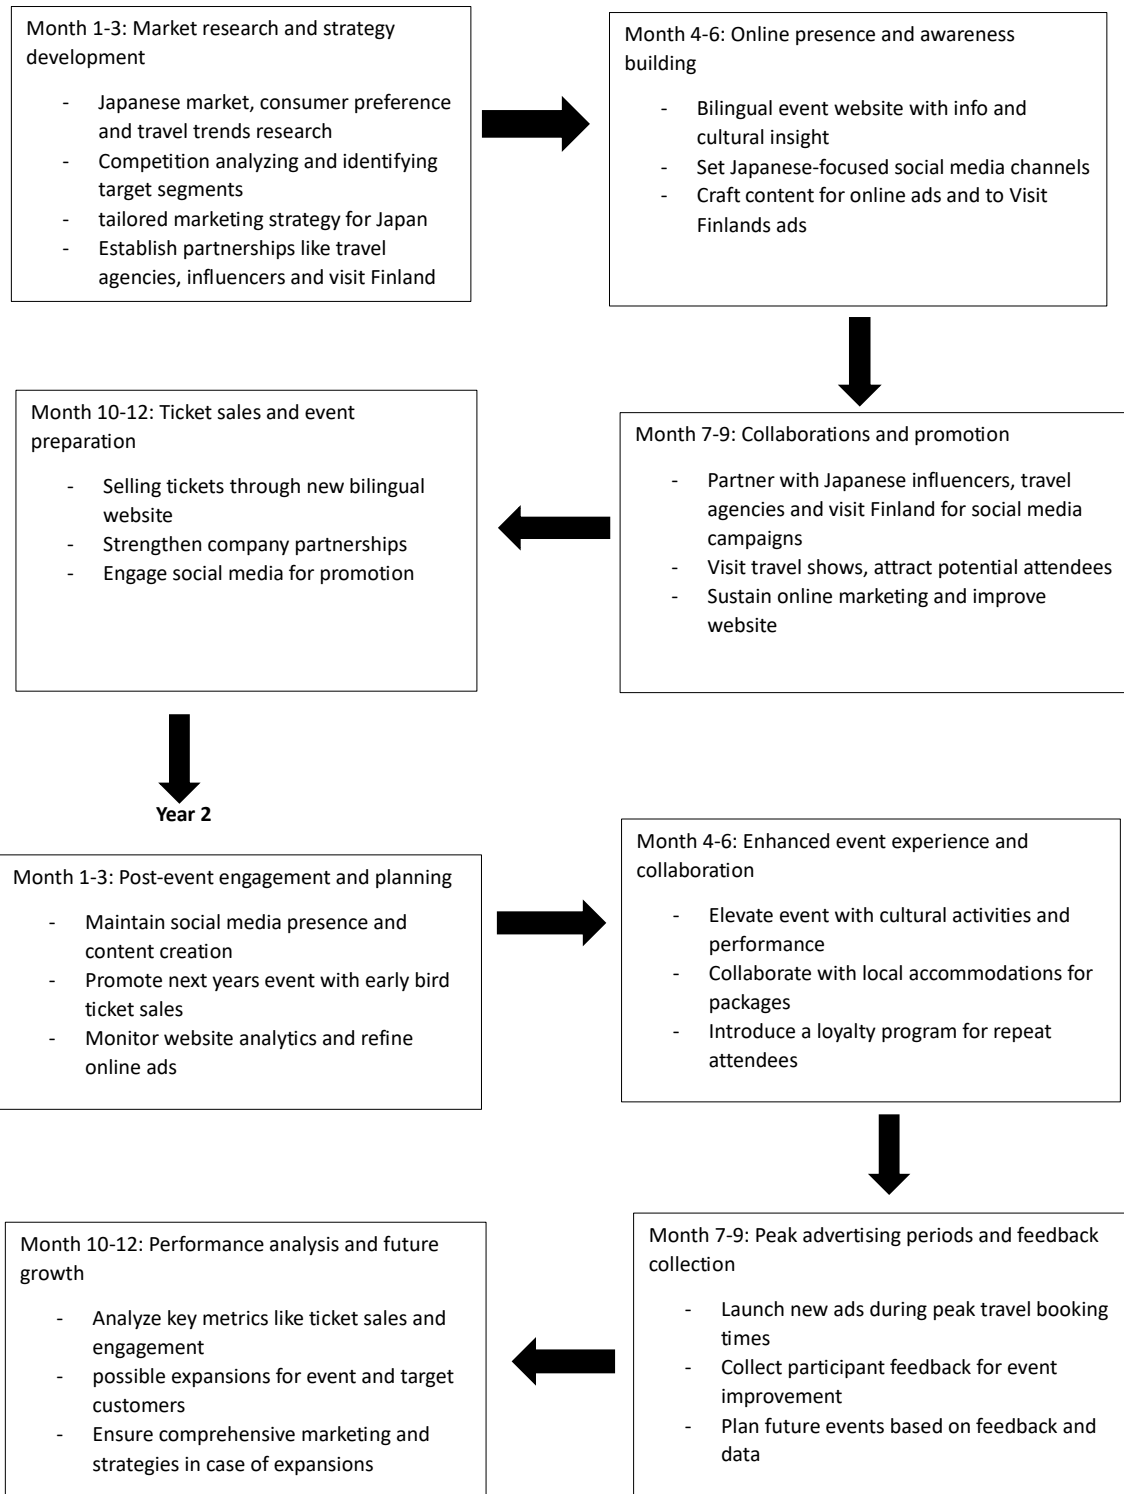 Month 1-3: Market research and strategy
development
- Japanese market, consumer preference
and travel trends research
- Competition analyzing and identifying
target segments
- tailored marketing strategy for Japan
- Establish partnerships like travel
agencies, influencers and visit Finland
Month 4-6: Online presence and awareness
building
- Bilingual event website with info and
cultural insight
- Set Japanese-focused social media channels
- Craft content for online ads and to Visit
Finlands ads
Month 7-9: Collaborations and promotion
- Partner with Japanese influencers, travel
agencies and visit Finland for social media
campaigns
- Visit travel shows, attract potential attendees
- Sustain online marketing and improve
website
Month 10-12: Ticket sales and event
preparation
- Selling tickets through new bilingual
website
- Strengthen company partnerships
- Engage social media for promotion
Year 2
Month 1-3: Post-event engagement and planning
- Maintain social media presence and
content creation
- Promote next years event with early bird
ticket sales
- Monitor website analytics and refine
online ads
Month 4-6: Enhanced event experience and
collaboration
- Elevate event with cultural activities and
performance
- Collaborate with local accommodations for
packages
- Introduce a loyalty program for repeat
attendees
Month 7-9: Peak advertising periods and feedback
collection
- Launch new ads during peak travel booking
times
- Collect participant feedback for event
improvement
- Plan future events based on feedback and
data
Month 10-12: Performance analysis and future
growth
- Analyze key metrics like ticket sales and
engagement
- possible expansions for event and target
customers
- Ensure comprehensive marketing and
strategies in case of expansions